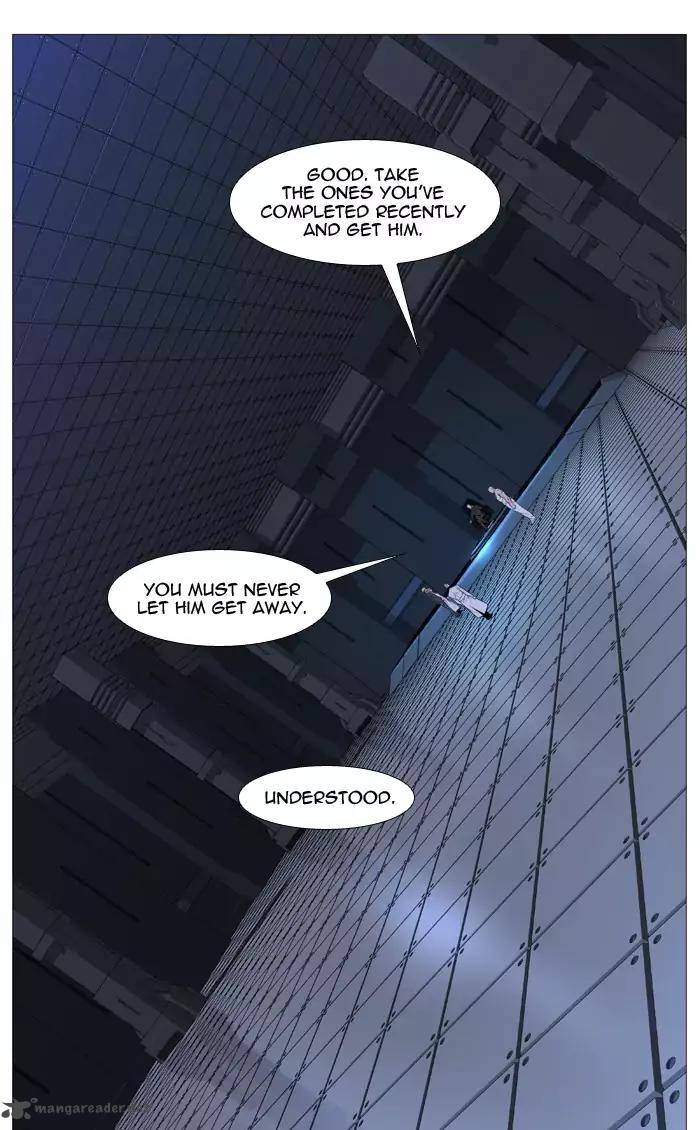 GOOD. TAKE
THE ONES YOU'VE
COMPLETED RECENTLY
AND GET HIM.
YOU MUST NEVER
LET HIM GET AWAY.
UNDERSTOOD.
mangareader